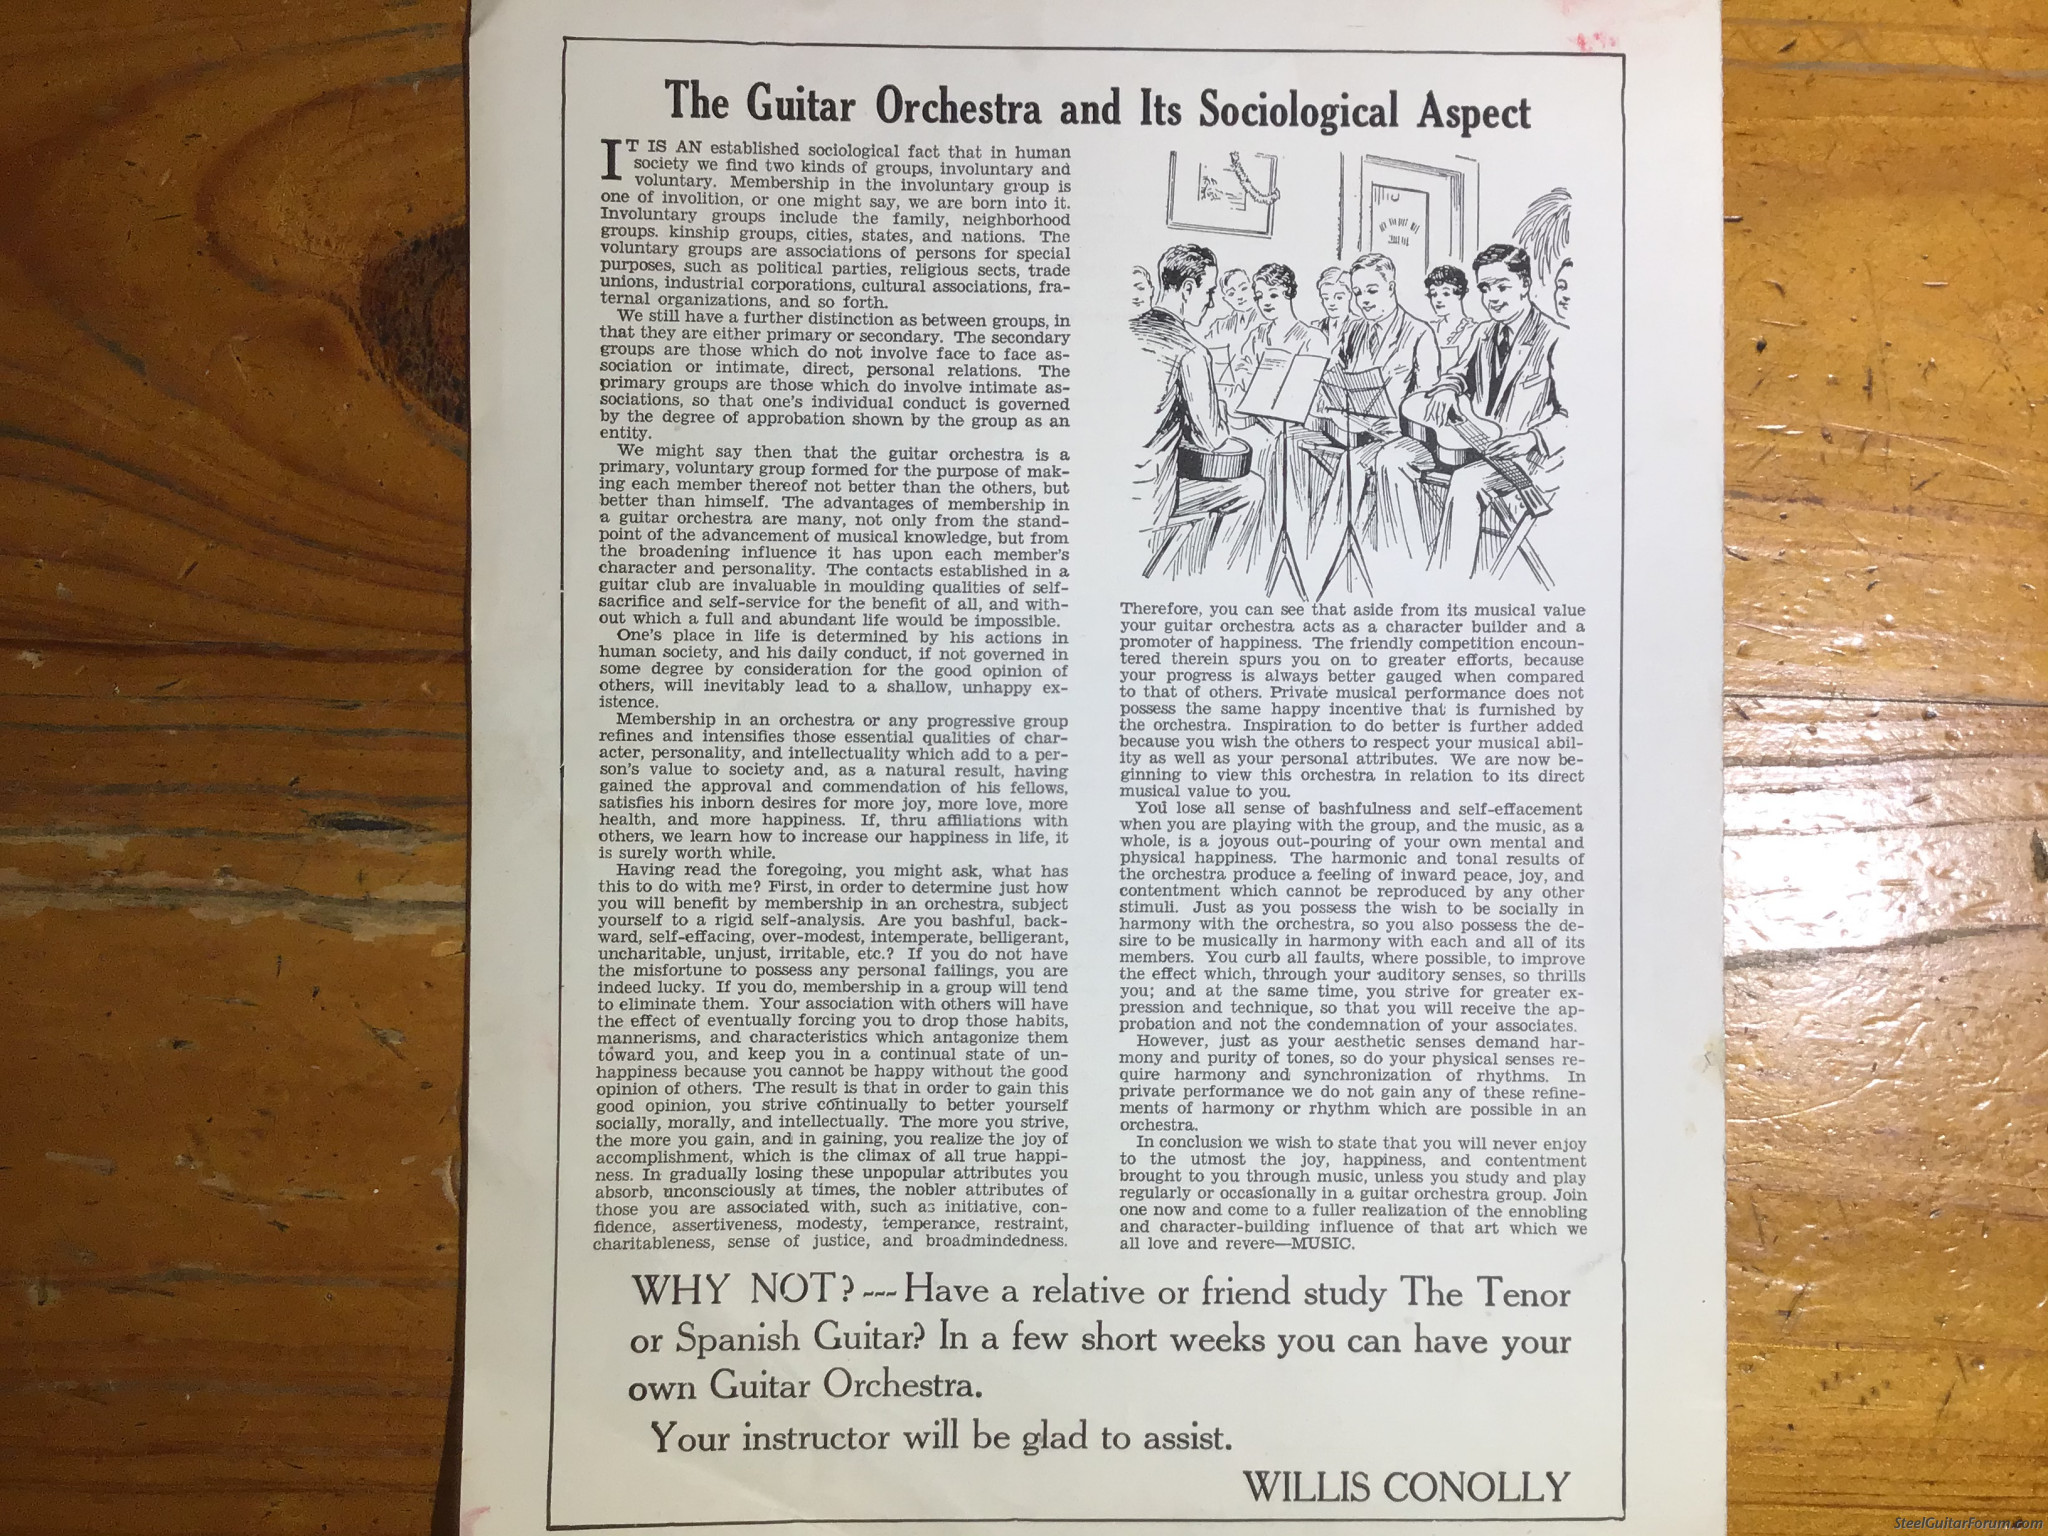 The Guitar Orchestra and Its Sociological Aspect
IT IS AN established sociological fact that in human
society we find two kinds of groups, involuntary and
voluntary. Membership in the involuntary group is
one of involition, or one might say, we are born into it.
Involuntary groups include the family, neighborhood
groups. kinship groups, cities, states, and nations. The
voluntary groups are associations of persons for special
purposes, such as political parties, religious sects, trade
unions, industrial corporations, cultural associations, fra-
ternal organizations, and so forth.
We still have a further distinction as between groups, in
that they are either primary or secondary. The secondary
groups are those which do not involve face to face as-
sociation or intimate, direct, personal relations. The
primary groups are those which do involve intimate as-
sociations, so that one's individual conduct is governed
by the degree of approbation shown by the group as an
entity.
We might say then that the guitar orchestra is a
primary, voluntary group formed for the purpose of mak-
ing each member thereof not better than the others, but
better than himself. The advantages of membership in
a guitar orchestra are many, not only from the stand-
point of the advancement of musical knowledge, but from
the broadening influence it has upon each member's
character and personality. The contacts established in a
guitar club are invaluable in moulding qualities of self-
sacrifice and self-service for the benefit of all, and with-
out which a full and abundant life would be impossible.
One's place in life is determined by his actions in
human society, and his daily conduct, if not governed in
some degree by consideration for the good opinion of
others, will inevitably lead to a shallow, unhappy ex-
istence.
Membership in an orchestra or any progressive group
refines and intensifies those essential qualities of char-
acter, personality, and intellectuality which add to a per-
son's value to society and, as a natural result, having
gained the approval and commendation of his fellows,
satisfies his inborn desires for more joy, more love, more
health, and more happiness. If, thru affiliations with
others, we learn how to increase our happiness in life, it
is surely worth while.
Having read the foregoing, you might ask, what has
this to do with me? First, in order to determine just how
you will benefit by membership in an orchestra, subject
yourself to a rigid self-analysis. Are you bashful, back-
ward, self-effacing, over-modest, intemperate, belligerant,
uncharitable, unjust, irritable, etc.? If you do not have
the misfortune to possess any personal failings, you are
indeed lucky. If you do, membership in a group will tend
to eliminate them. Your association with others will have
the effect of eventually forcing you to drop those habits,
mannerisms, and characteristics which antagonize them
toward you, and keep you in a continual state of un-
happiness because you cannot be happy without the good
opinion of others. The result is that in order to gain this
good opinion, you strive continually to better yourself
socially, morally, and intellectually. The more you strive,
the more you gain, and in gaining, you realize the joy of
accomplishment, which is the climax of all true happi-
ness. In gradually losing these unpopular attributes you
absorb, unconsciously at times, the nobler attributes of
those you are associated with, such as initiative, con-
fidence, assertiveness, modesty, temperance, restraint,
charitableness, sense of justice, and broadmindedness.
Therefore, you can see that aside from its musical value
your guitar orchestra acts as a character builder and a
promoter of happiness. The friendly competition encoun-
tered therein spurs you on to greater efforts, because
your progress is always better gauged when compared
to that of others. Private musical performance does not
possess the same happy incentive that is furnished by
the orchestra. Inspiration to do better is further added
because you wish the others to respect your musical abil-
ity as well as your personal attributes. We are now be-
ginning to view this orchestra in relation to its direct
musical value to you.
You lose all sense of bashfulness and self-effacement
when you are playing with the group, and the music, as a
whole, is a joyous out-pouring of your own mental and
physical happiness. The harmonic and tonal results of
the orchestra produce a feeling of inward peace, joy, and
contentment which cannot be reproduced by any other
stimuli. Just as you possess the wish to be socially in
harmony with the orchestra, so you also possess the de-
sire to be musically in harmony with each and all of its
members. You curb all faults, where possible, to improve
the effect which, through your auditory senses, so thrills
you; and at the same time, you strive for greater ex-
pression and technique, so that you will receive the ap-
probation and not the condemnation of your associates.
However, just as your aesthetic senses demand har-
mony and purity of tones, so do your physical senses re-
quire harmony and synchronization of rhythms. In
private performance we do not gain any of these refine-
ments of harmony or rhythm which are possible in an
orchestra.
In conclusion we wish to state that you will never enjoy
to the utmost the joy, happiness, and contentment
brought to you through music, unless you study and play
regularly or occasionally in a guitar orchestra group. Join
one now and come to a fuller realization of the ennobling
and character-building influence of that art which we
all love and revere—MUSIC.
WHY NOT?---Have a relative or friend study The Tenor
or Spanish Guitar? In a few short weeks you can have your
own Guitar Orchestra.
Your instructor will be glad to assist.
WILLIS CONOLLY
SteelGuitarForum.com